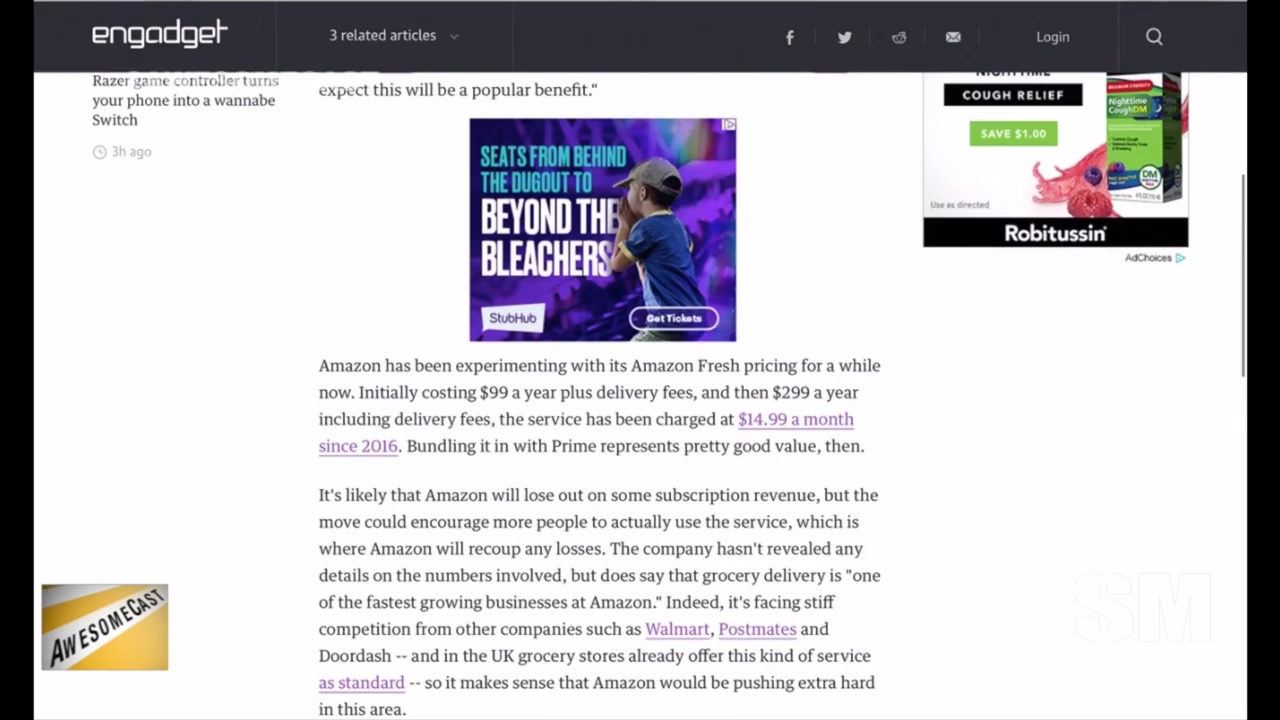 engadget
3 related articles
Login
Razer game controller turns
your phone into a wannabe
Switch
3h ago
expect this will be a popular benefit."
SEATS FROM BEHIND
THE DUGOUT TO
BEYOND THE
BLEACHERS
StubHub
Get Tickets
NIGHTTIME
COUGH RELIEF
SAVE $1.00
Nighttime
CoughDM
DM
Use as directed
Robitussin
AdChoices
Amazon has been experimenting with its Amazon Fresh pricing for a while
now. Initially costing $99 a year plus delivery fees, and then $299 a year
including delivery fees, the service has been charged at $14.99 a month
since 2016. Bundling it in with Prime represents pretty good value, then.
It's likely that Amazon will lose out on some subscription revenue, but the
move could encourage more people to actually use the service, which is
where Amazon will recoup any losses. The company hasn't revealed any
details on the numbers involved, but does say that grocery delivery is "one
of the fastest growing businesses at Amazon." Indeed, it's facing stiff
competition from other companies such as Walmart, Postmates and
Doordash -- and in the UK grocery stores already offer this kind of service
as standard -- so it makes sense that Amazon would be pushing extra hard
in this area.
AWESOMECAST
SM